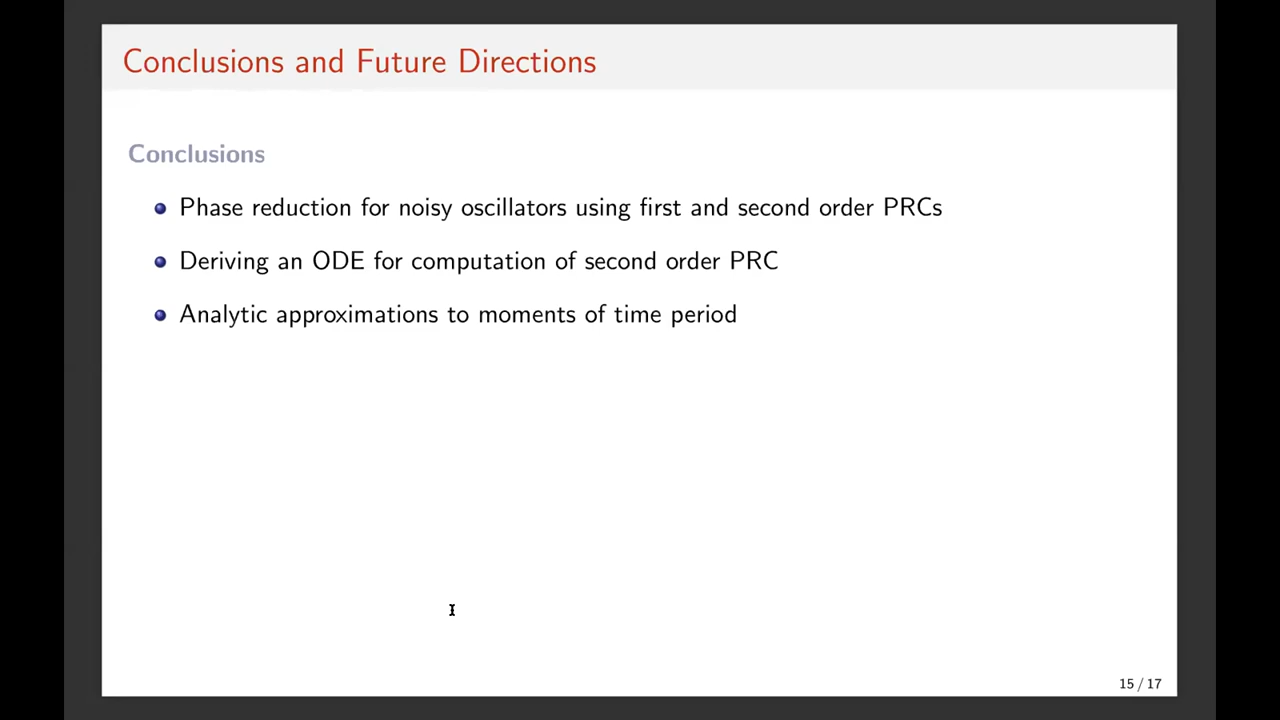 Conclusions and Future Directions
Conclusions
Phase reduction for noisy oscillators using first and second order PRCs
Deriving an ODE for computation of second order PRC
Analytic approximations to moments of time period
15 / 17